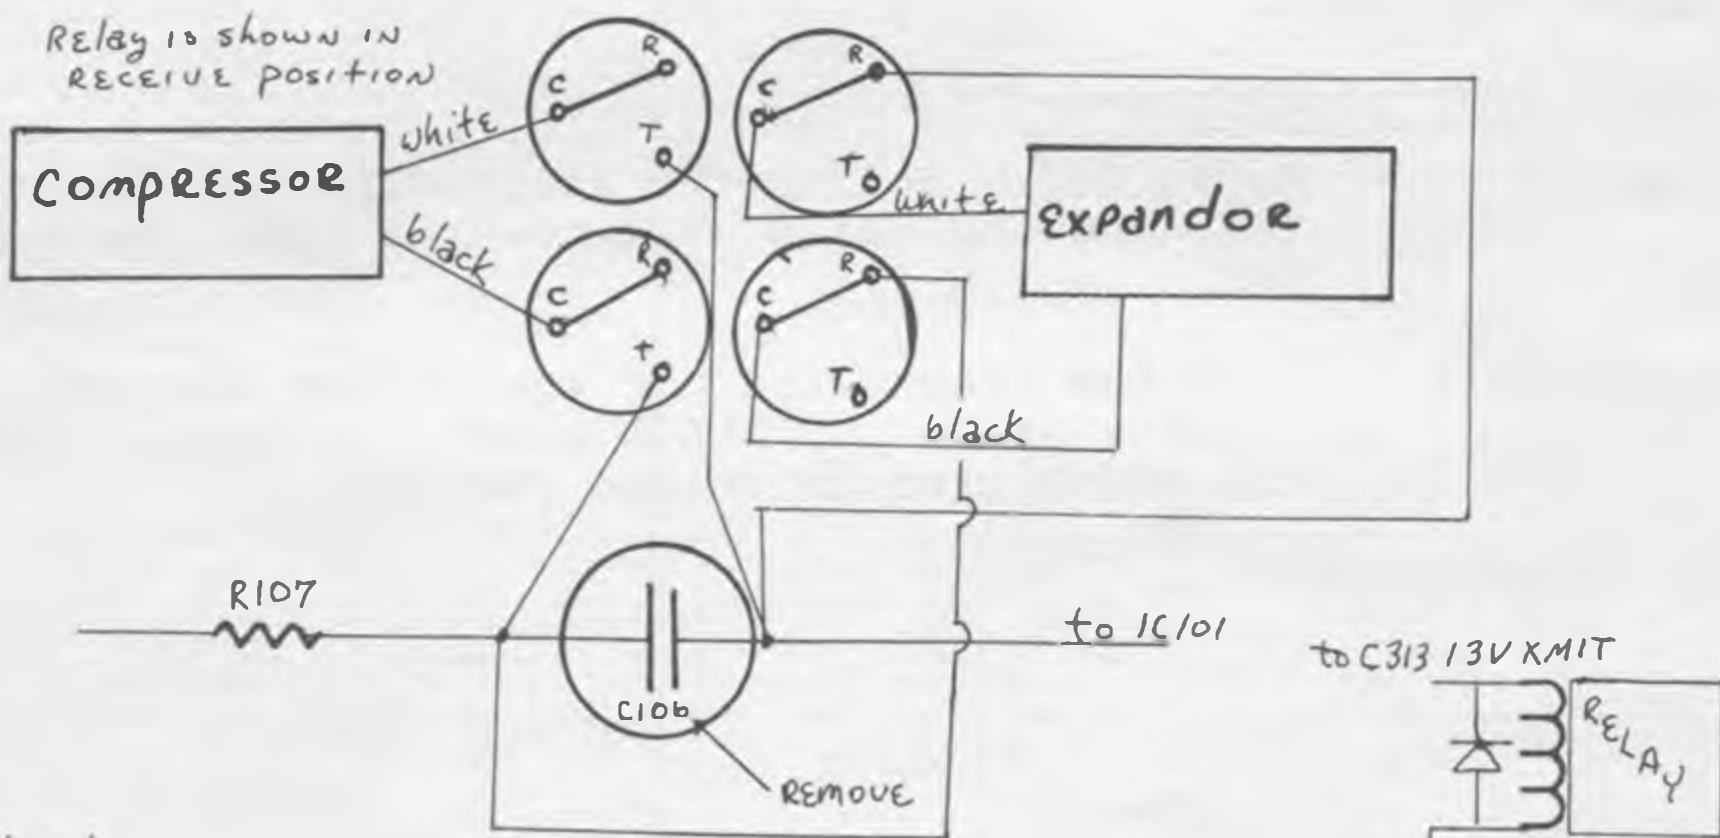 Relay is shown in
RECEIVE position
white
COMPRESSOR
black
C
R
T
C
R
T
C
R
T
white
EXPANDOR
C
R
T
black
R107
C106
REMOVE
to IC101
to C313 13V XMIT
RELAY